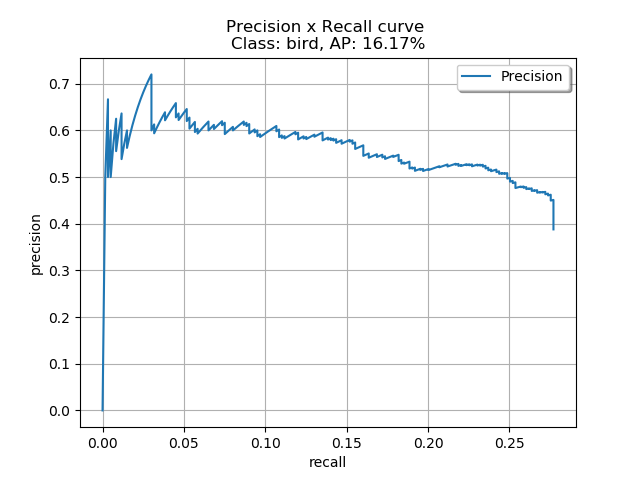 Precision x Recall curve
Class: bird, AP: 16.17%
Precision
0.7
0.6
0.5
0.4
0.3
0.2
0.1
0.0
precision
0.00 0.05 0.10 0.15 0.20 0.25
recall